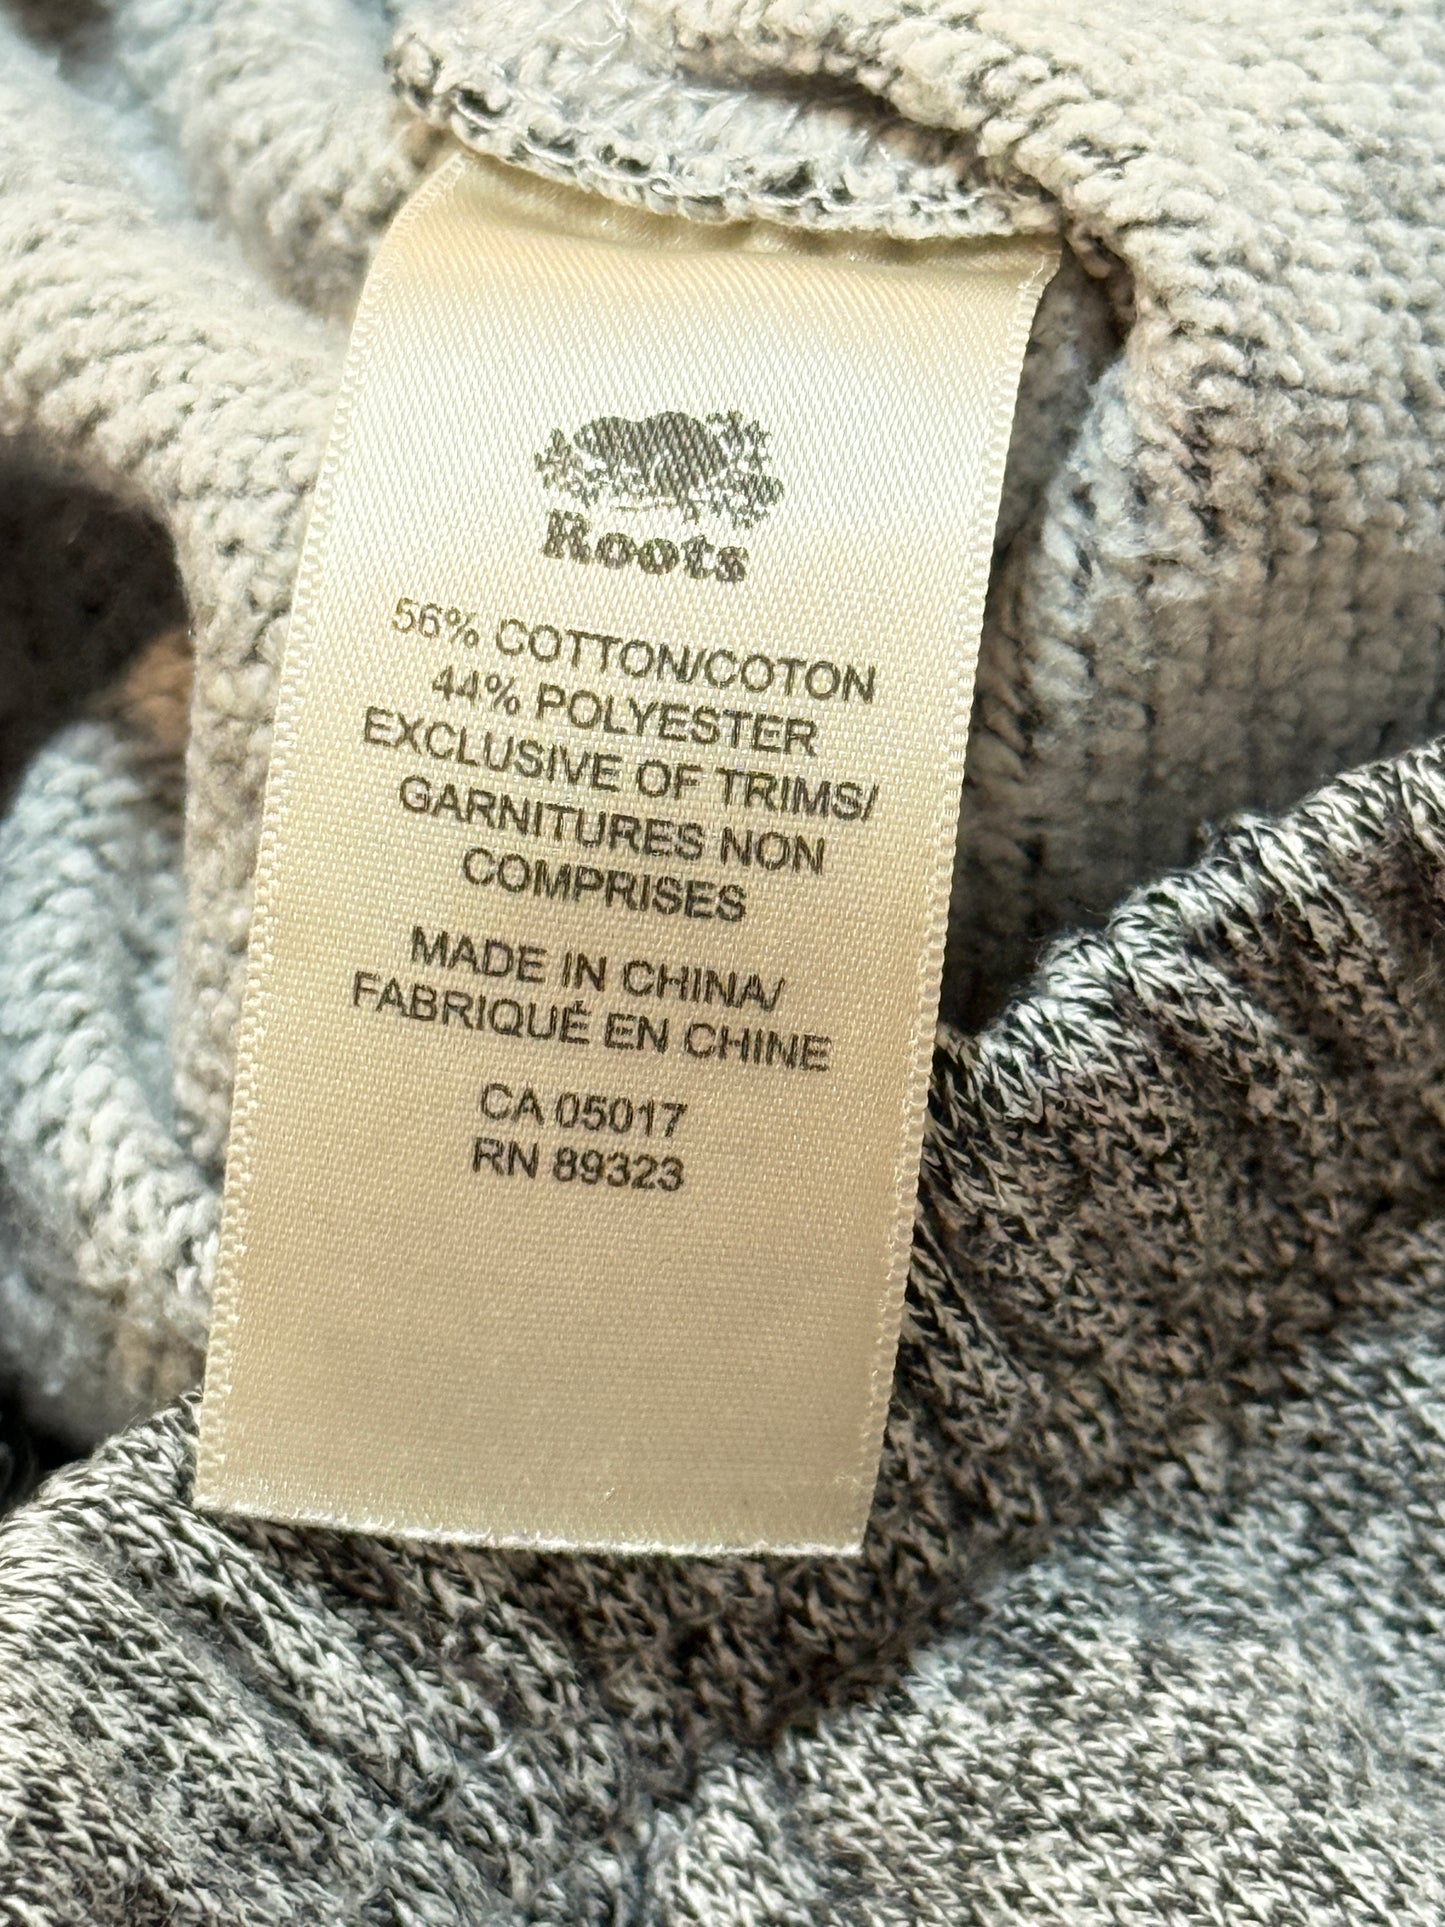 Roots
56% COTTON/COTON
44% POLYESTER
EXCLUSIVE OF TRIMS/
GARNITURES NON
COMPRISES
MADE IN CHINA/
FABRIQUÉ EN CHINE
CA 05017
RN 89323